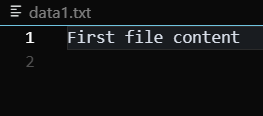 data1.txt
1 First file content
2